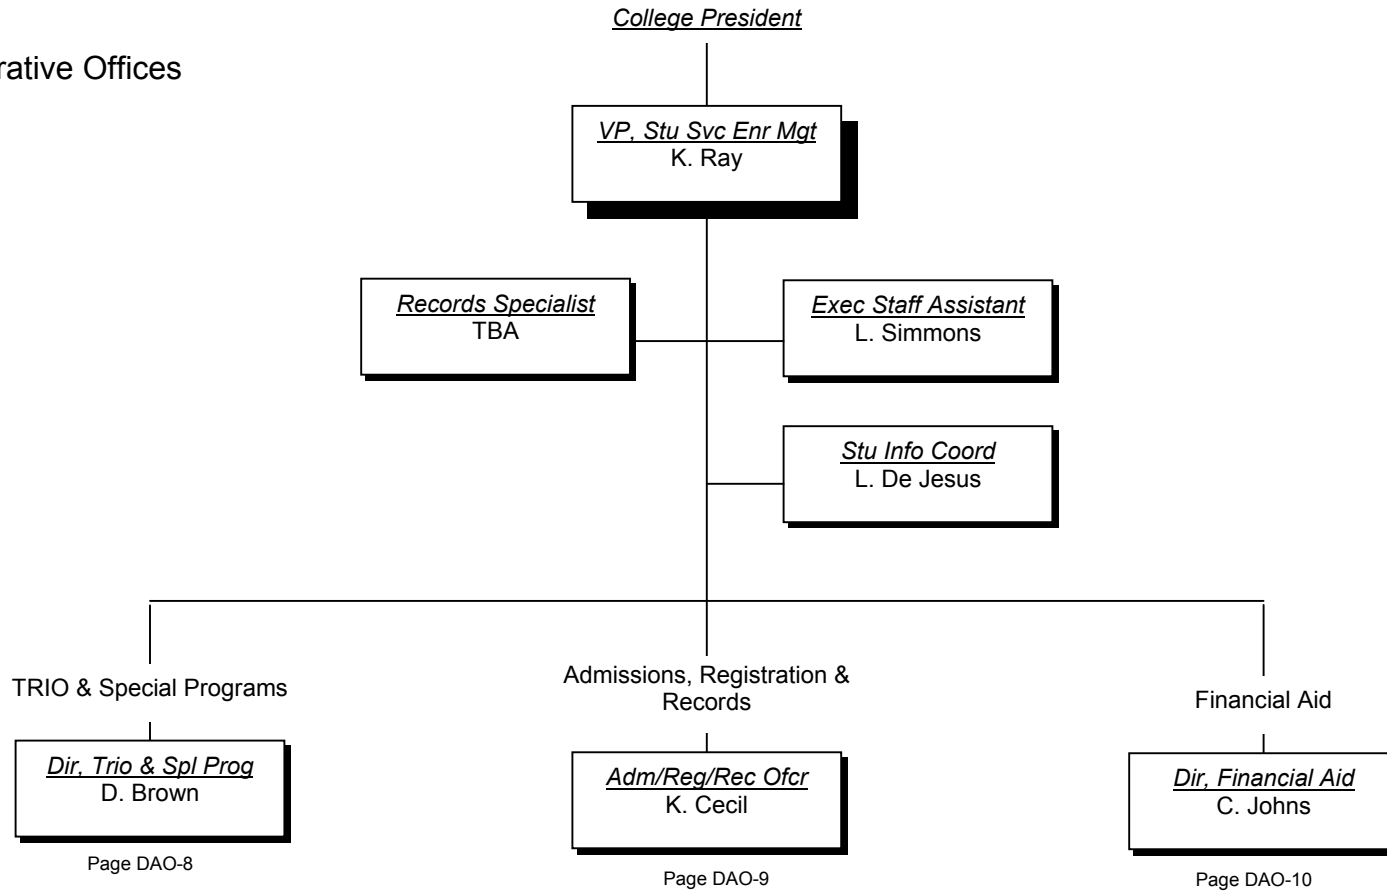 College President
rative Offices
VP, Stu Svc Enr Mgt
K. Ray
Records Specialist
TBA
Exec Staff Assistant
L. Simmons
Stu Info Coord
L. De Jesus
TRIO & Special Programs
Admissions, Registration &
Records
Financial Aid
Dir, Trio & Spl Prog
D. Brown
Adm/Reg/Rec Ofcr
K. Cecil
Dir, Financial Aid
C. Johns
Page DAO-8
Page DAO-9
Page DAO-10